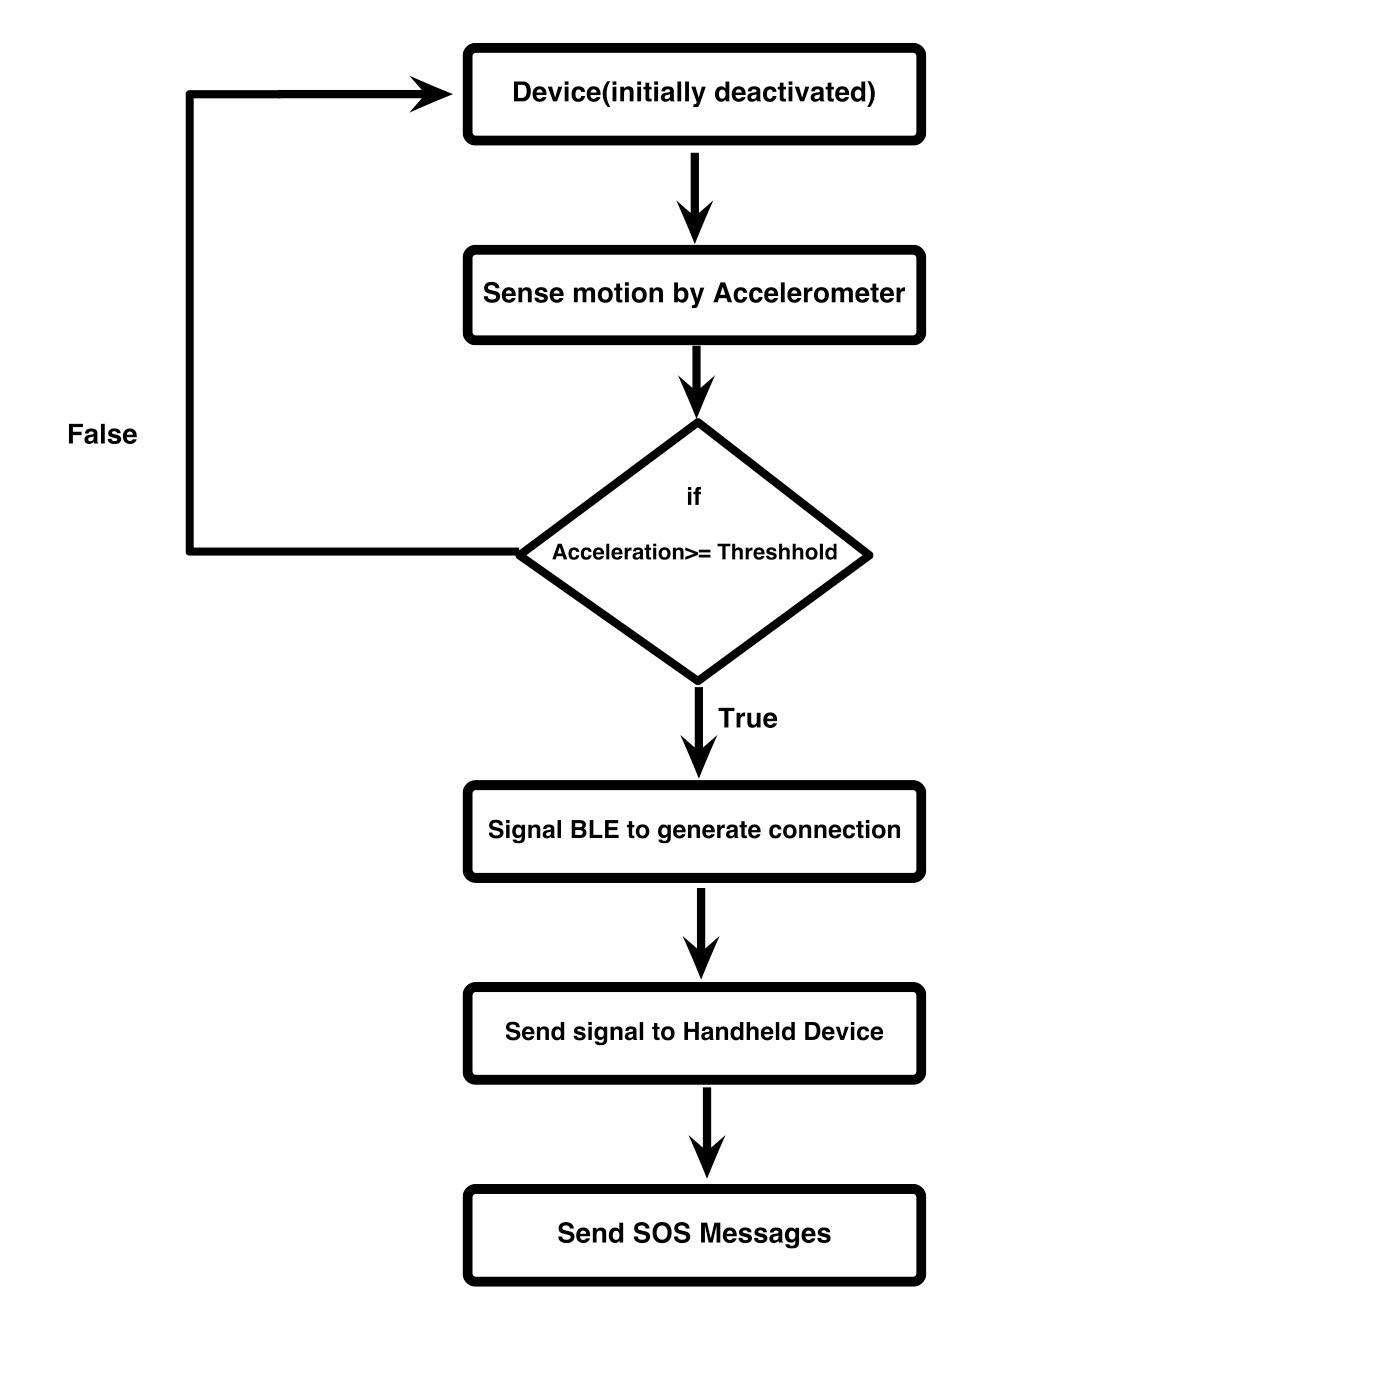 Device(initially deactivated)
Sense motion by Accelerometer
False
if
Acceleration>= Threshhold
True
Signal BLE to generate connection
Send signal to Handheld Device
Send SOS Messages